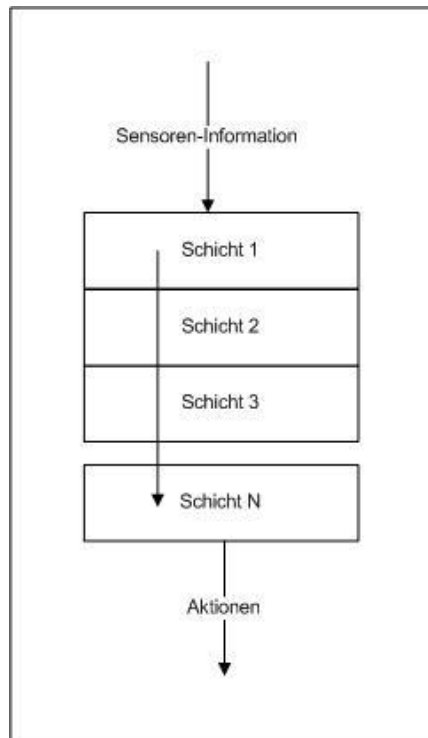 Sensoren-Information
Schicht 1
Schicht 2
Schicht 3
Schicht N
Aktionen